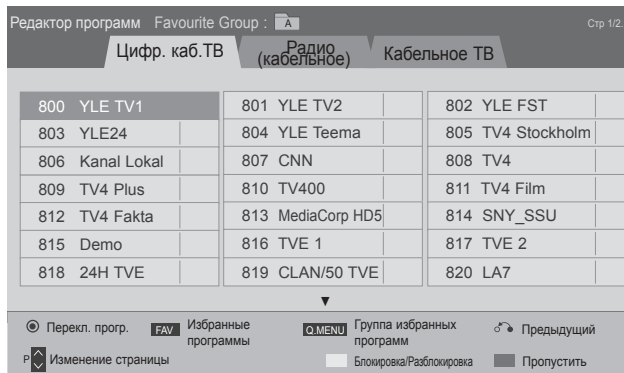 Редактор программ Favourite Group : A Стр 1/2.
Цифр. каб.ТВ Радио (кабельное) Кабельное ТВ
800 YLE TV1 801 YLE TV2 802 YLE FST
803 YLE24 804 YLE Teema 805 TV4 Stockholm
806 Kanal Lokal 807 CNN 808 TV4
809 TV4 Plus 810 TV400 811 TV4 Film
812 TV4 Fakta 813 MediaCorp HD5 814 SNY_SSU
815 Demo 816 TVE 1 817 TVE 2
818 24H TVE 819 CLAN/50 TVE 820 LA7
▼
Перекл. прогр. FAV Избранные программы Q.MENU Группа избранных программ Предыдущий
P Изменение страницы Блокировка/Разблокировка Пропустить